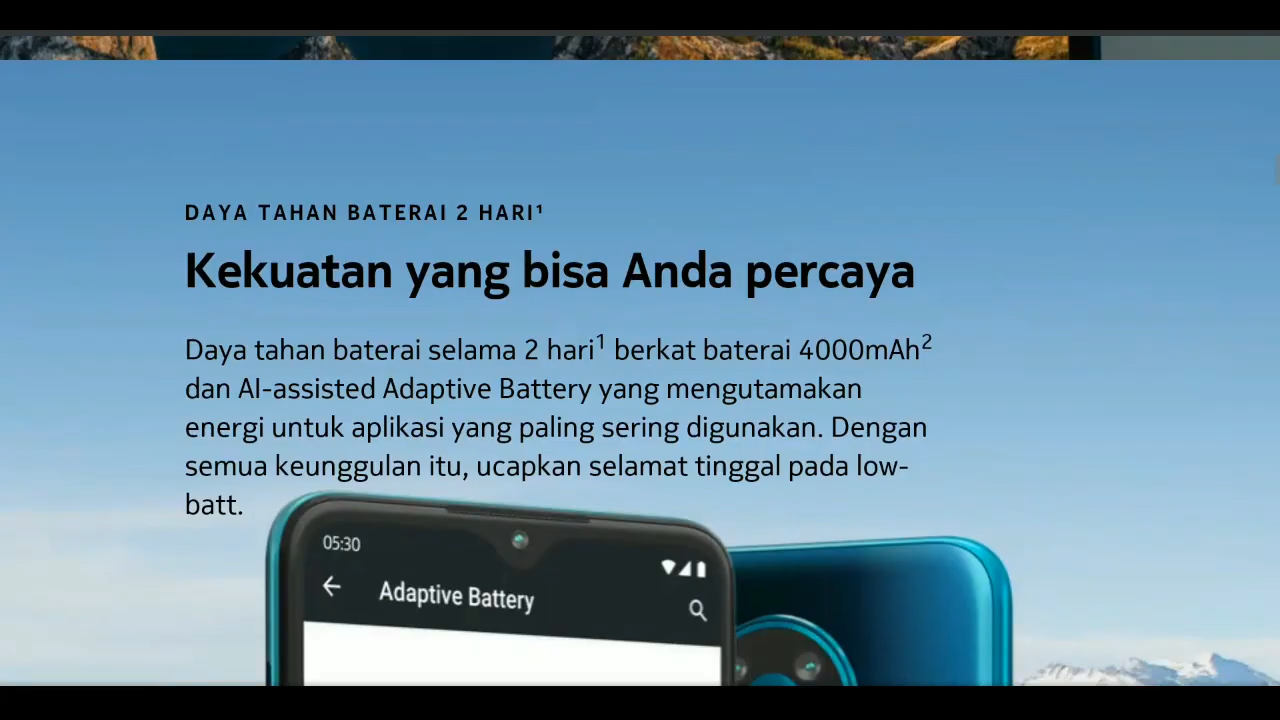 DAYA TAHAN BATERAI 2 HARI¹
Kekuatan yang bisa Anda percaya
Daya tahan baterai selama 2 hari¹ berkat baterai 4000mAh²
dan AI-assisted Adaptive Battery yang mengutamakan
energi untuk aplikasi yang paling sering digunakan. Dengan
semua keunggulan itu, ucapkan selamat tinggal pada low-
batt.
05:30
Adaptive Battery